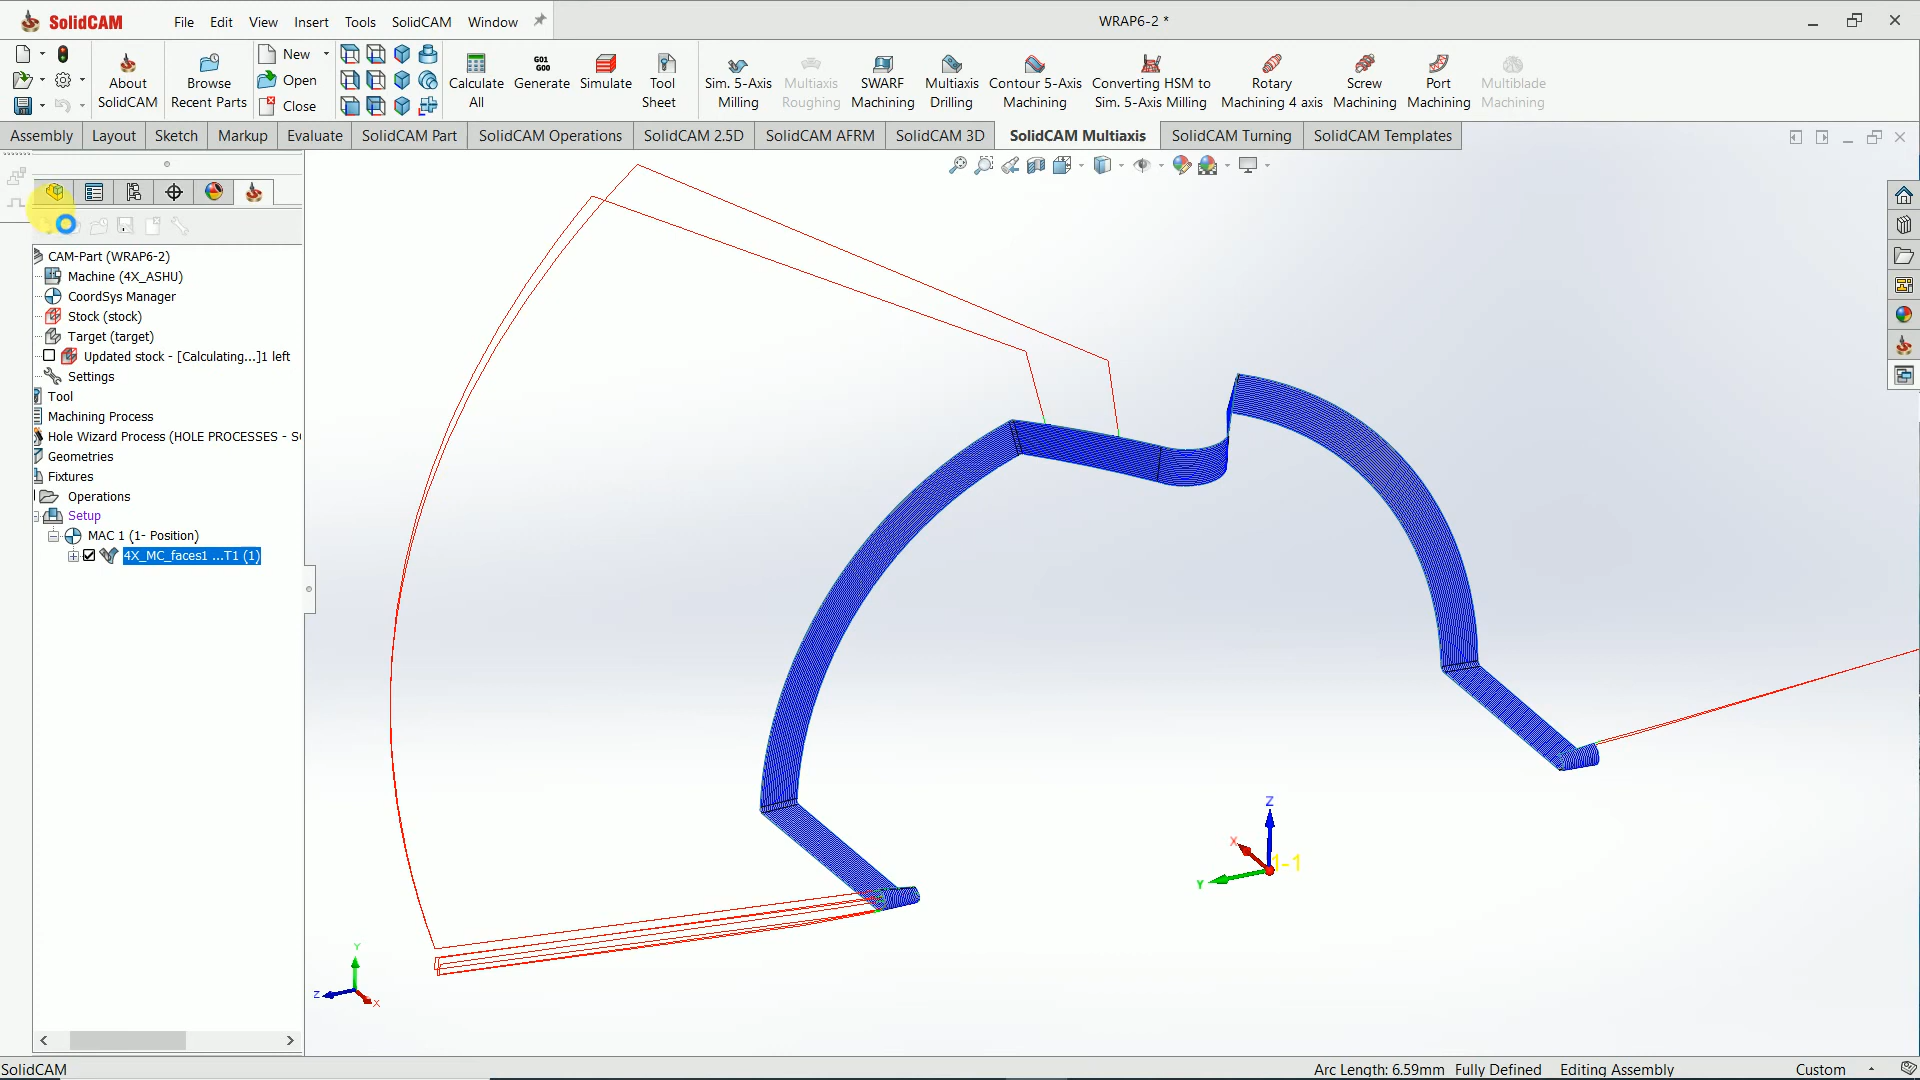 SolidCAM File Edit View Insert Tools SolidCAM Window WRAP6-2 *
New
Open
Close
About SolidCAM
Browse Recent Parts
Calculate All
G01 G00
Generate
Simulate
Tool Sheet
Sim. 5-Axis Milling
Multiaxis Roughing
SWARF Machining
Multiaxis Drilling
Contour 5-Axis Machining
Converting HSM to Sim. 5-Axis Milling
Rotary Machining 4 axis
Screw Machining
Port Machining
Multiblade Machining
Assembly Layout Sketch Markup Evaluate SolidCAM Part SolidCAM Operations SolidCAM 2.5D SolidCAM AFRM SolidCAM 3D SolidCAM Multiaxis SolidCAM Turning SolidCAM Templates
CAM-Part (WRAP6-2)
Machine (4X_ASHU)
CoordSys Manager
Stock (stock)
Target (target)
Updated stock - [Calculating...]1 left
Settings
Tool
Machining Process
Hole Wizard Process (HOLE PROCESSES - S
Geometries
Fixtures
Operations
Setup
MAC 1 (1- Position)
4X_MC_faces1 ...T1 (1)
Z
X
1-1
Y
Y
Z
X
SolidCAM Arc Length: 6.59mm Fully Defined Editing Assembly Custom